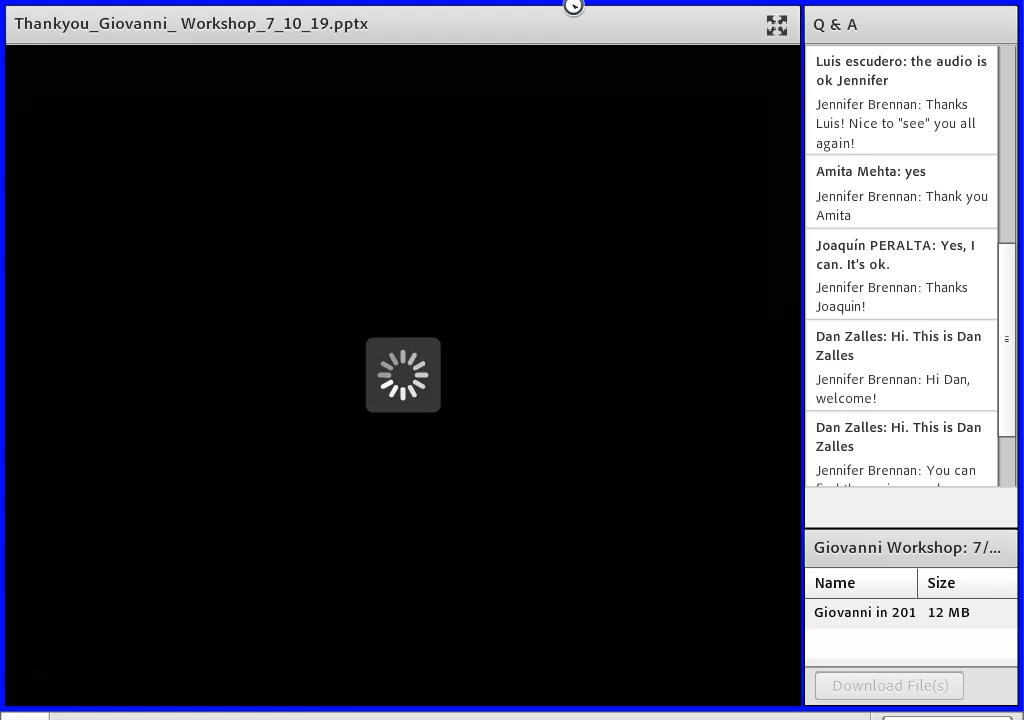 Thankyou_Giovanni_ Workshop_7_10_19.pptx
Q & A
Luis escudero: the audio is
ok Jennifer
Jennifer Brennan: Thanks
Luis! Nice to "see" you all
again!
Amita Mehta: yes
Jennifer Brennan: Thank you
Amita
Joaquín PERALTA: Yes, I
can. It's ok.
Jennifer Brennan: Thanks
Joaquin!
Dan Zalles: Hi. This is Dan
Zalles
Jennifer Brennan: Hi Dan,
welcome!
Dan Zalles: Hi. This is Dan
Zalles
Jennifer Brennan: You can
Giovanni Workshop: 7/...
Name Size
Giovanni in 201 12 MB
Download File(s)